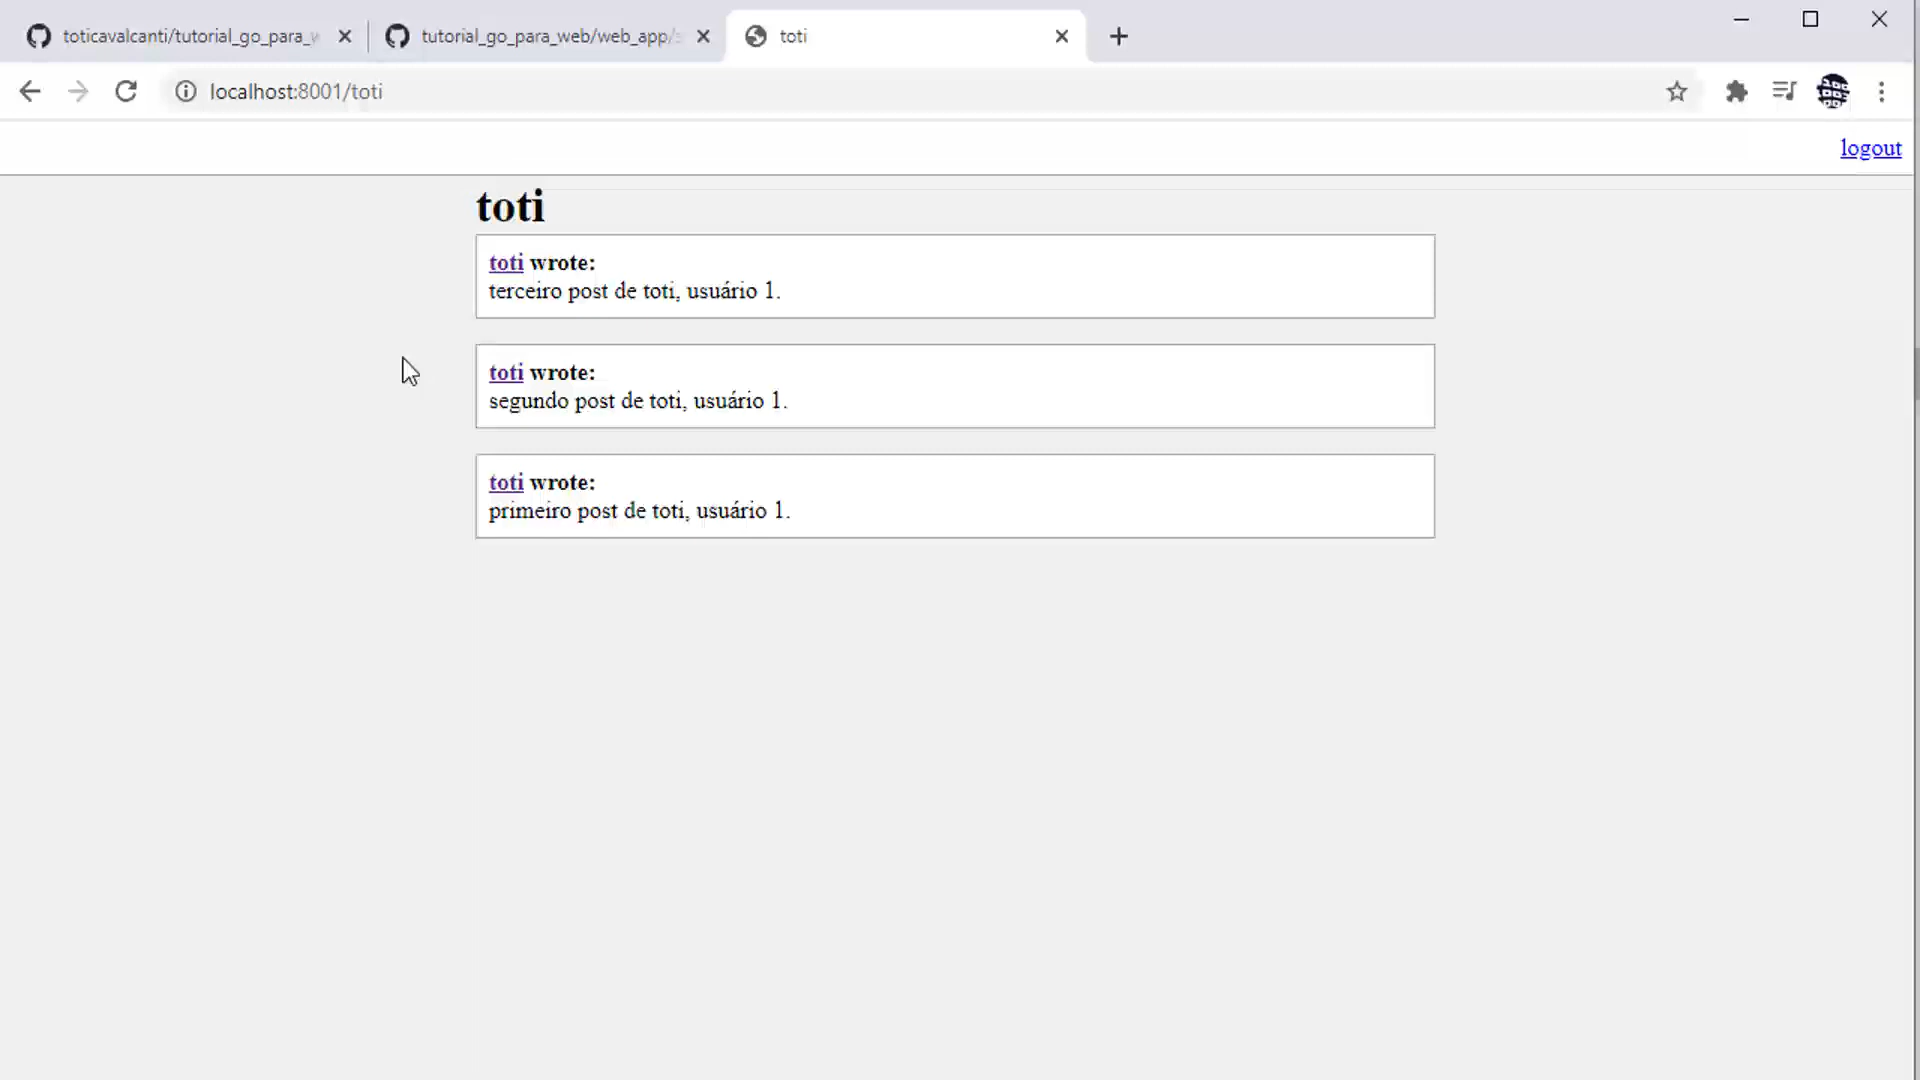 toticavalcanti/tutorial_go_para_w
tutorial_go_para_web/web_app/s
toti
localhost:8001/toti
logout
toti
toti wrote:
terceiro post de toti, usuário 1.
toti wrote:
segundo post de toti, usuário 1.
toti wrote:
primeiro post de toti, usuário 1.